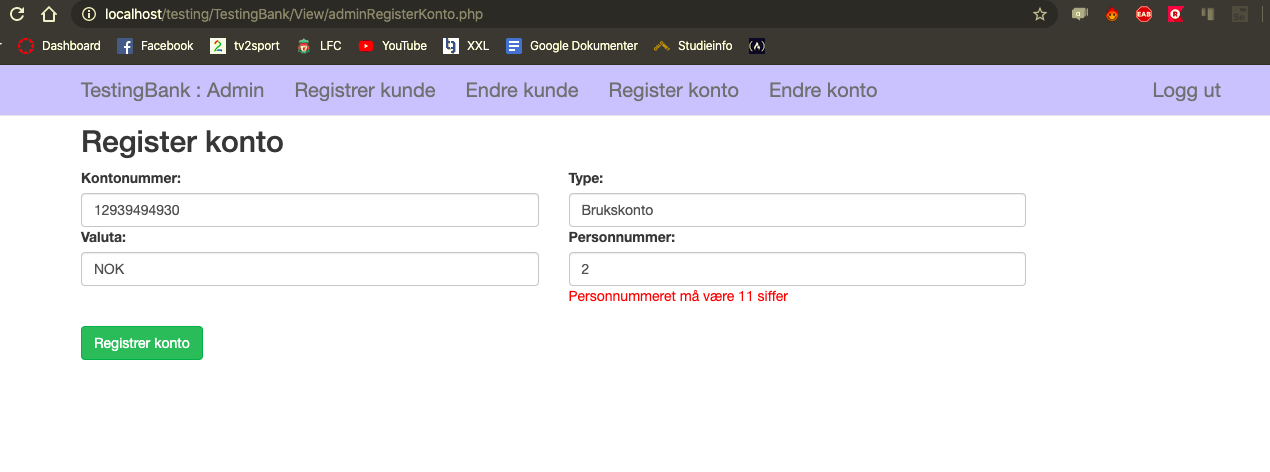 localhost/testing/TestingBank/View/adminRegisterKonto.php
EAB
Dashboard Facebook 2 tv2sport LFC YouTube XXL Google Dokumenter Studieinfo (A)
TestingBank : Admin Registrer kunde Endre kunde Register konto Endre konto Logg ut
Register konto
Kontonummer: Type:
12939494930 Brukskonto
Valuta: Personnummer:
NOK 2
Personnummeret må være 11 siffer
Registrer konto